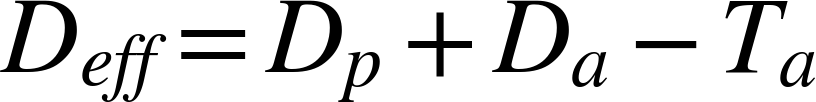 D_eff = D_p + D_a − T_a